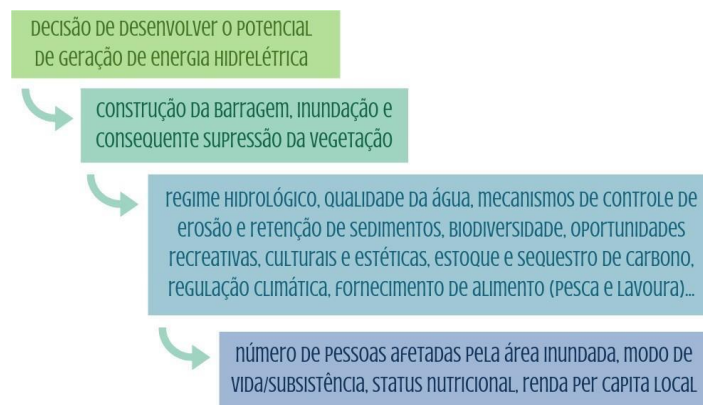 Decisão de desenvolver o potencial
de geração de energia hidrelétrica
construção da barragem, inundação e
consequente supressão da vegetação
regime hidrológico, qualidade da água, mecanismos de controle de
erosão e retenção de sedimentos, biodiversidade, oportunidades
recreativas, culturais e estéticas, estoque e sequestro de carbono,
regulação climática, fornecimento de alimento (pesca e lavoura)...
número de pessoas afetadas pela área inundada, modo de
vida/subsistência, status nutricional, renda per capita local